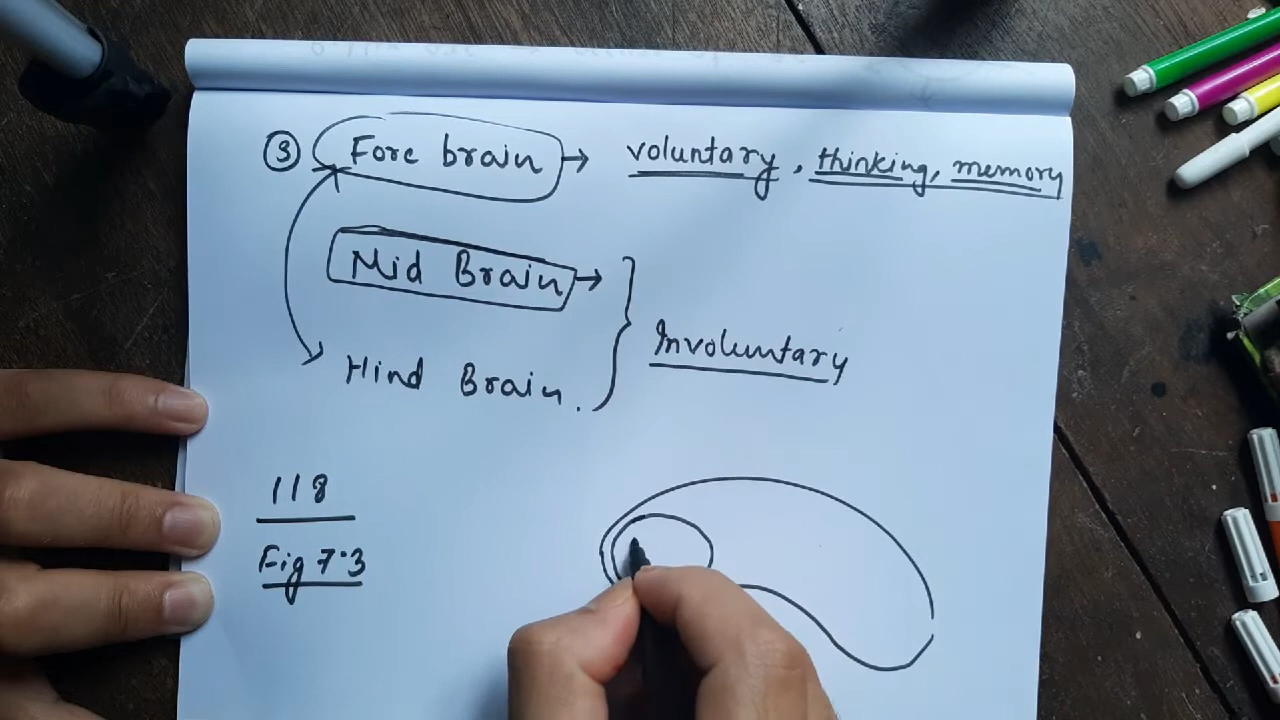 ③ Fore brain → voluntary, thinking, memory
Mid Brain →
Involuntary
Hind Brain.
118
Fig 7.3